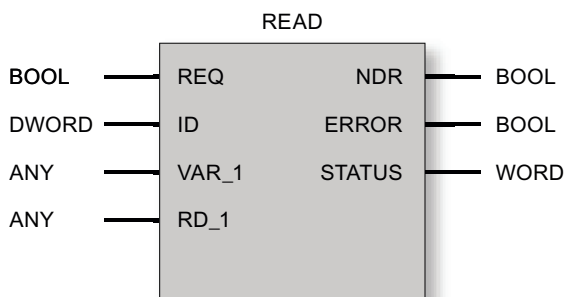 READ
BOOL REQ NDR BOOL
DWORD ID ERROR BOOL
ANY VAR_1 STATUS WORD
ANY RD_1